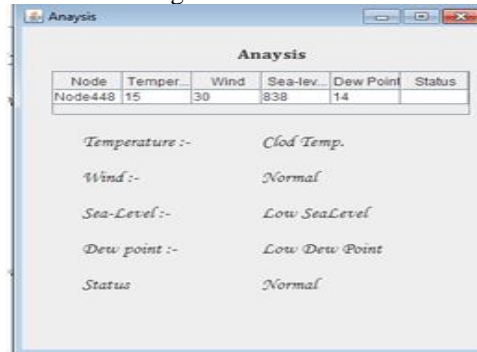 Anaysis
Anaysis
Node Temper... Wind Sea-lev... Dew Point Status
Node448 15 30 838 14
Temperature :- Clod Temp.
Wind :- Normal
Sea-Level :- Low SeaLevel
Dew point :- Low Dew Point
Status Normal